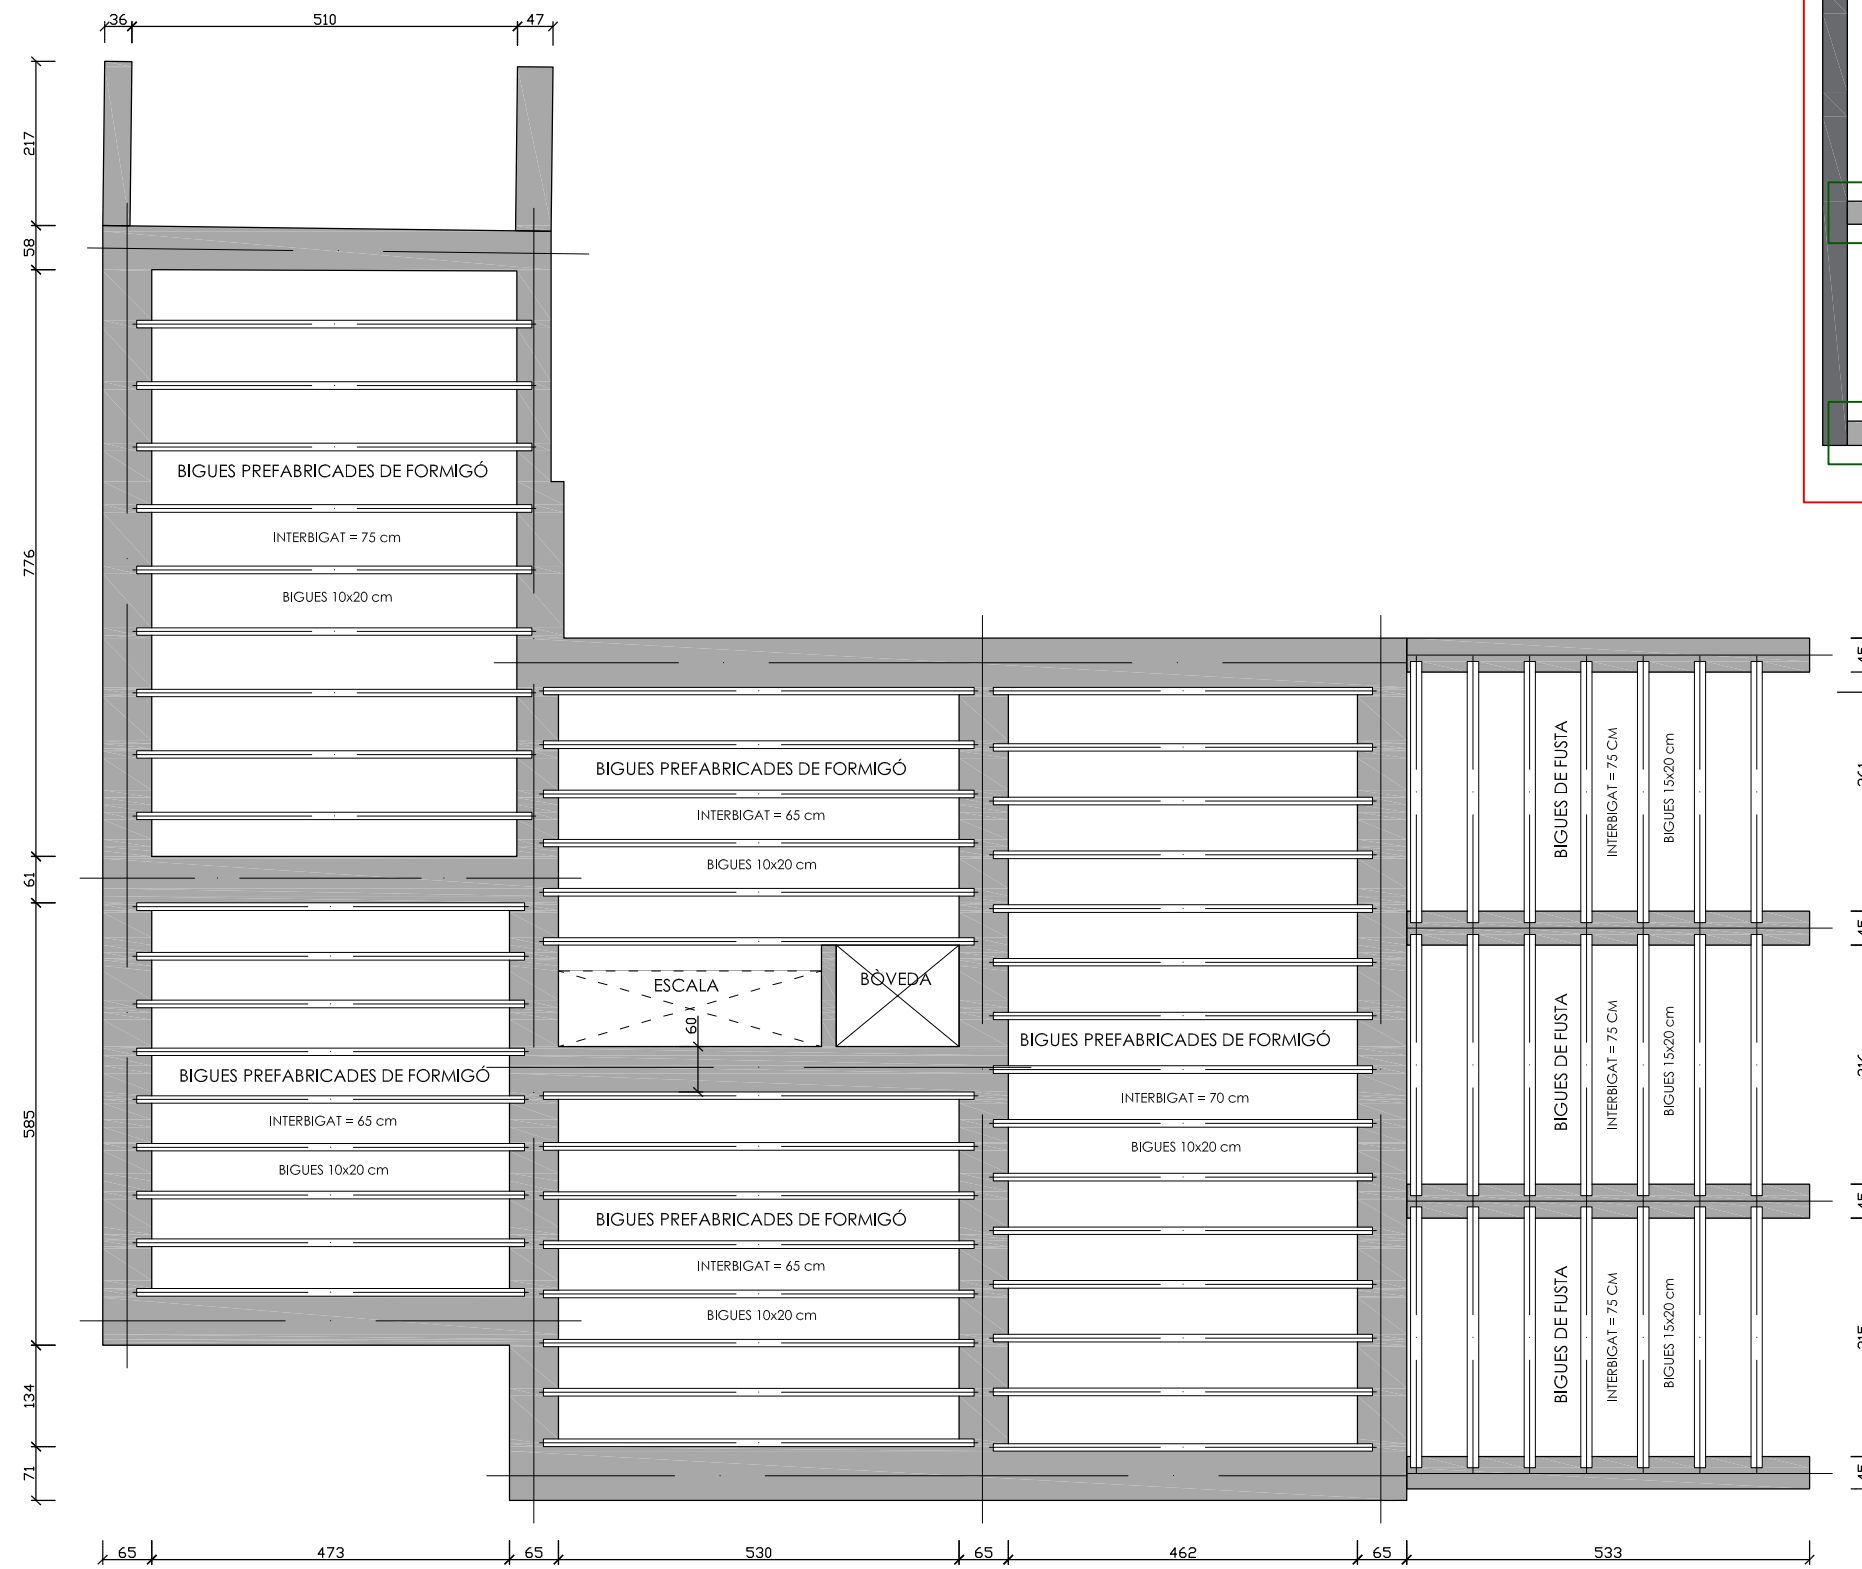 36
510
47
217
58
776
61
585
134
71
BIGUES PREFABRICADES DE FORMIGÓ
INTERBIGAT = 75 cm
BIGUES 10x20 cm
BIGUES PREFABRICADES DE FORMIGÓ
INTERBIGAT = 65 cm
BIGUES 10x20 cm
BIGUES PREFABRICADES DE FORMIGÓ
INTERBIGAT = 65 cm
BIGUES 10x20 cm
ESCALA
BÒVEDA
60
BIGUES PREFABRICADES DE FORMIGÓ
INTERBIGAT = 65 cm
BIGUES 10x20 cm
BIGUES PREFABRICADES DE FORMIGÓ
INTERBIGAT = 70 cm
BIGUES 10x20 cm
BIGUES DE FUSTA
INTERBIGAT = 75 CM
BIGUES 15x20 cm
BIGUES DE FUSTA
INTERBIGAT = 75 CM
BIGUES 15x20 cm
BIGUES DE FUSTA
INTERBIGAT = 75 CM
BIGUES 15x20 cm
65
473
65
530
65
462
65
533